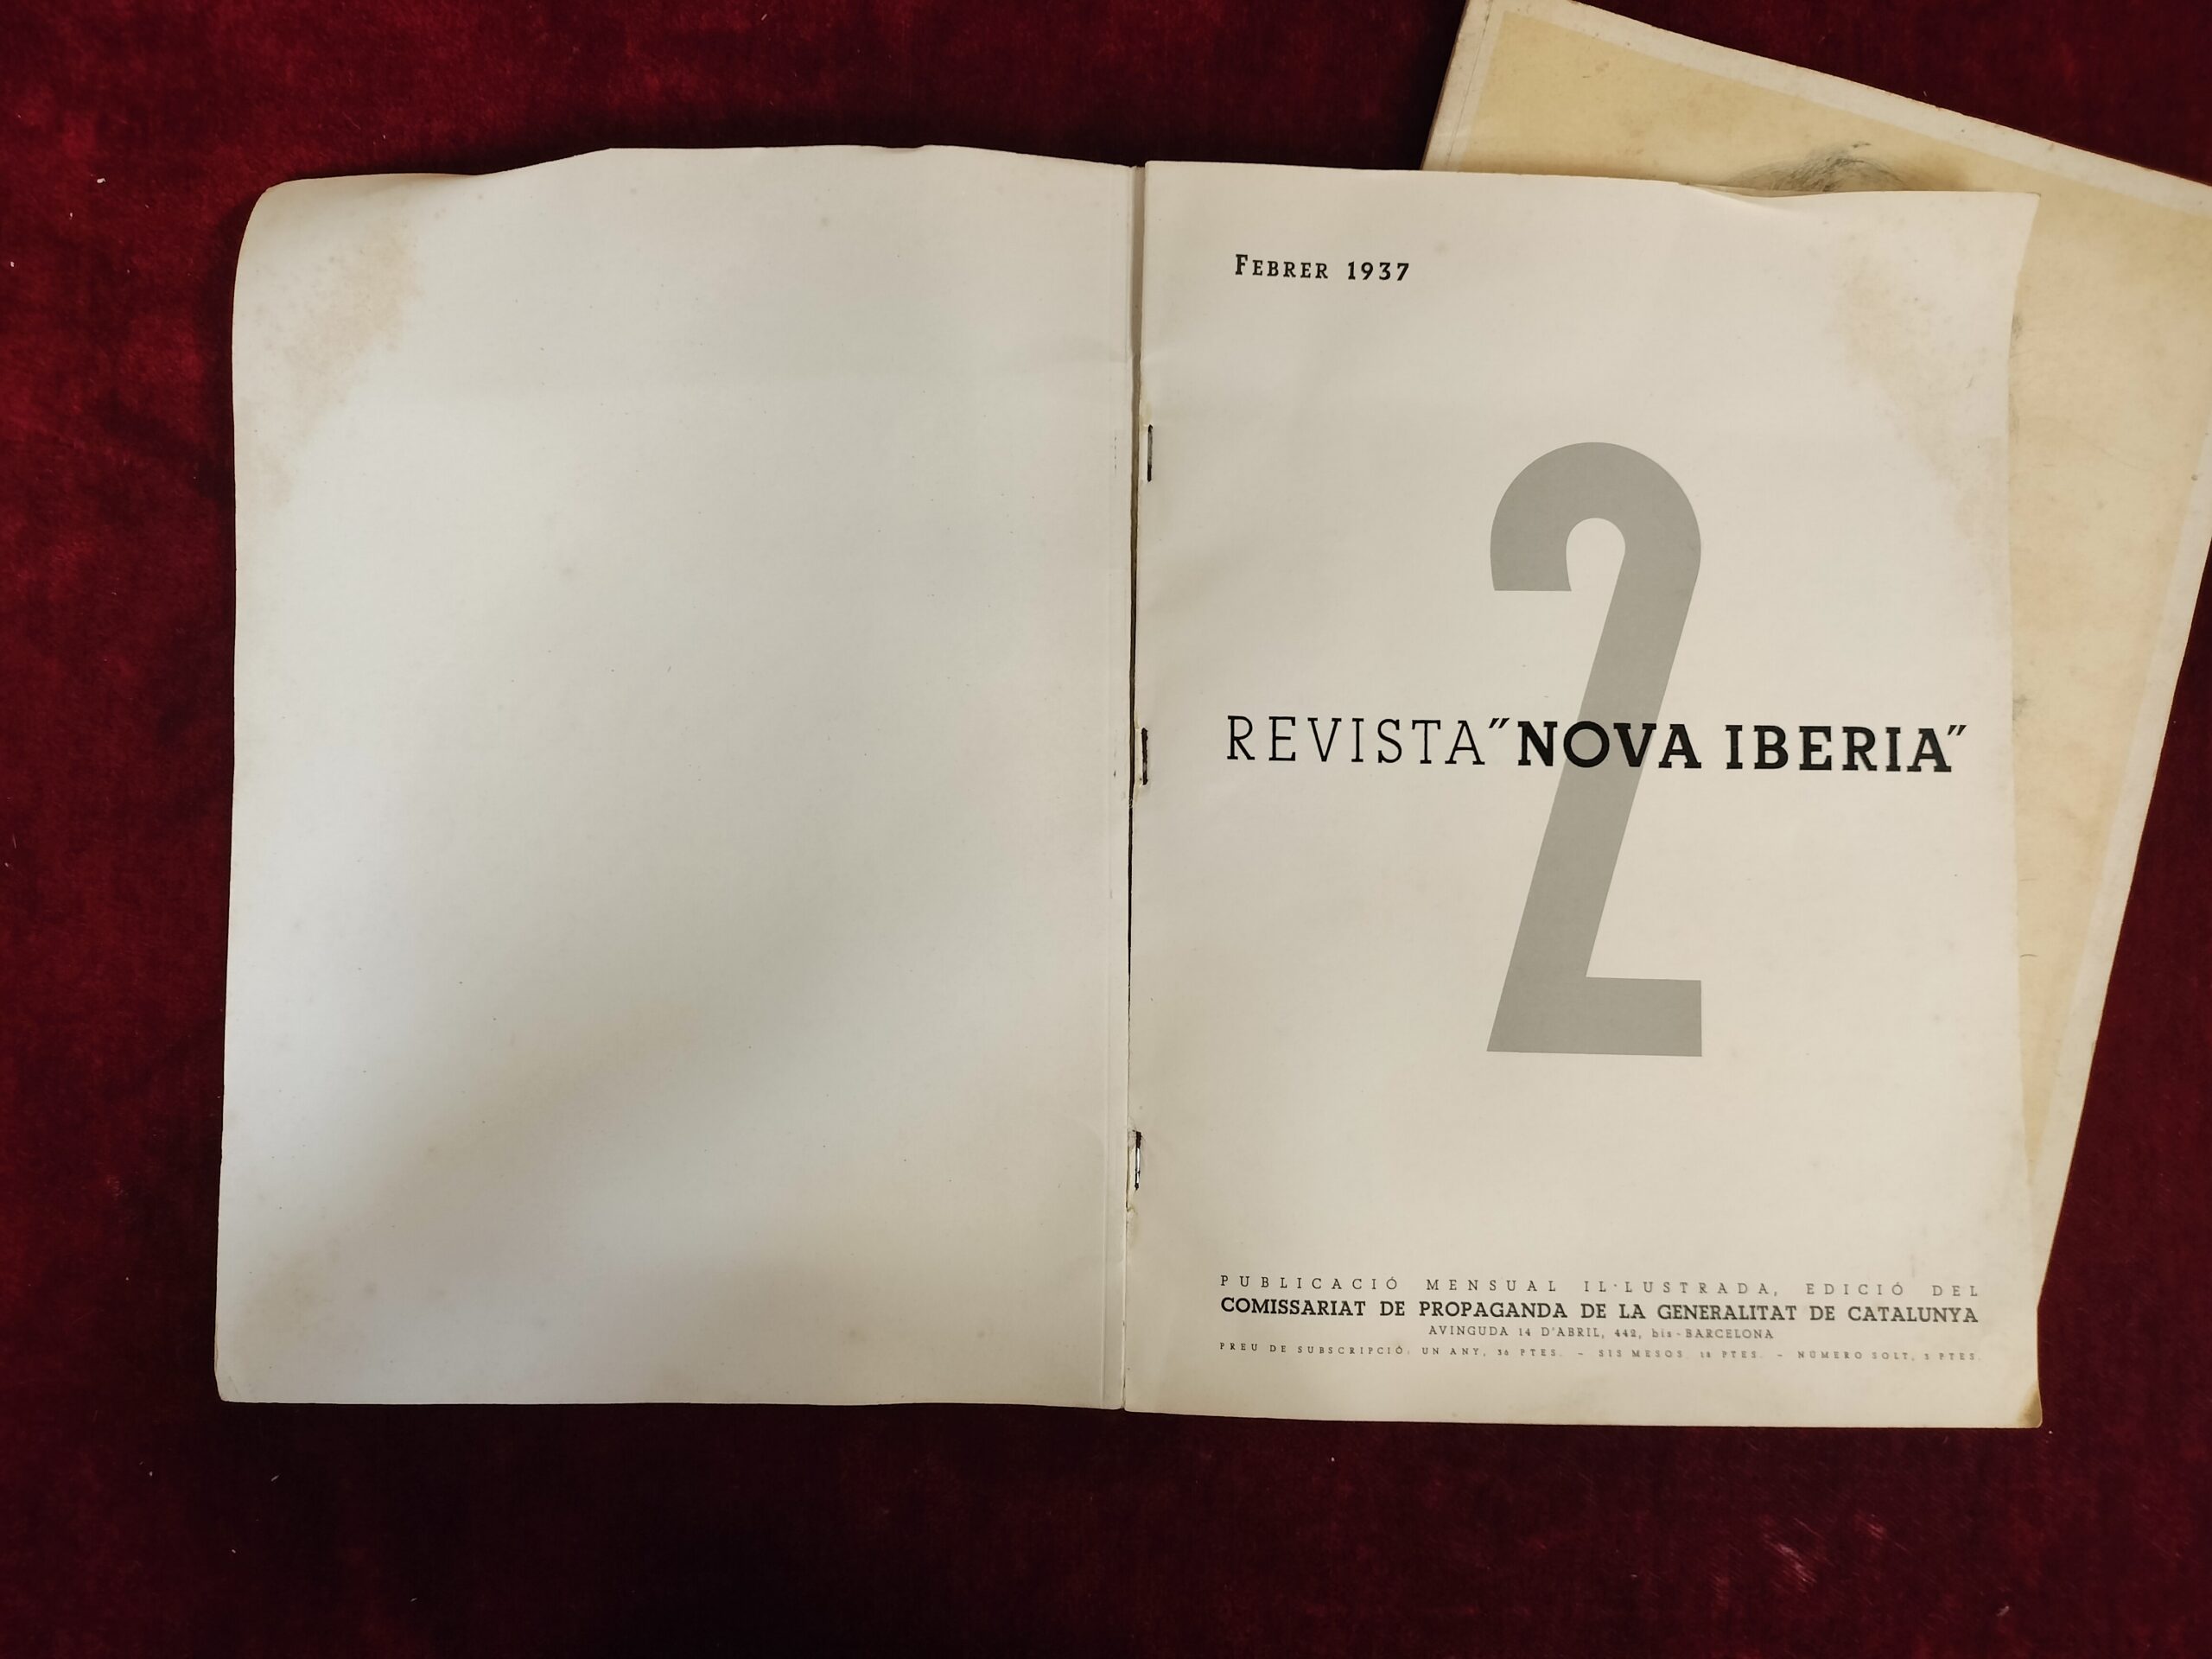 FEBRER 1937
2
REVISTA "NOVA IBERIA"
PUBLICACIÓ MENSUAL IL·LUSTRADA, EDICIÓ DEL
COMISSARIAT DE PROPAGANDA DE LA GENERALITAT DE CATALUNYA
AVINGUDA 14 D'ABRIL, 442, bis - BARCELONA
PREU DE SUBSCRIPCIÓ: UN ANY, 36 PTES. - SIS MESOS, 18 PTES. - NÚMERO SOLT, 3 PTES.